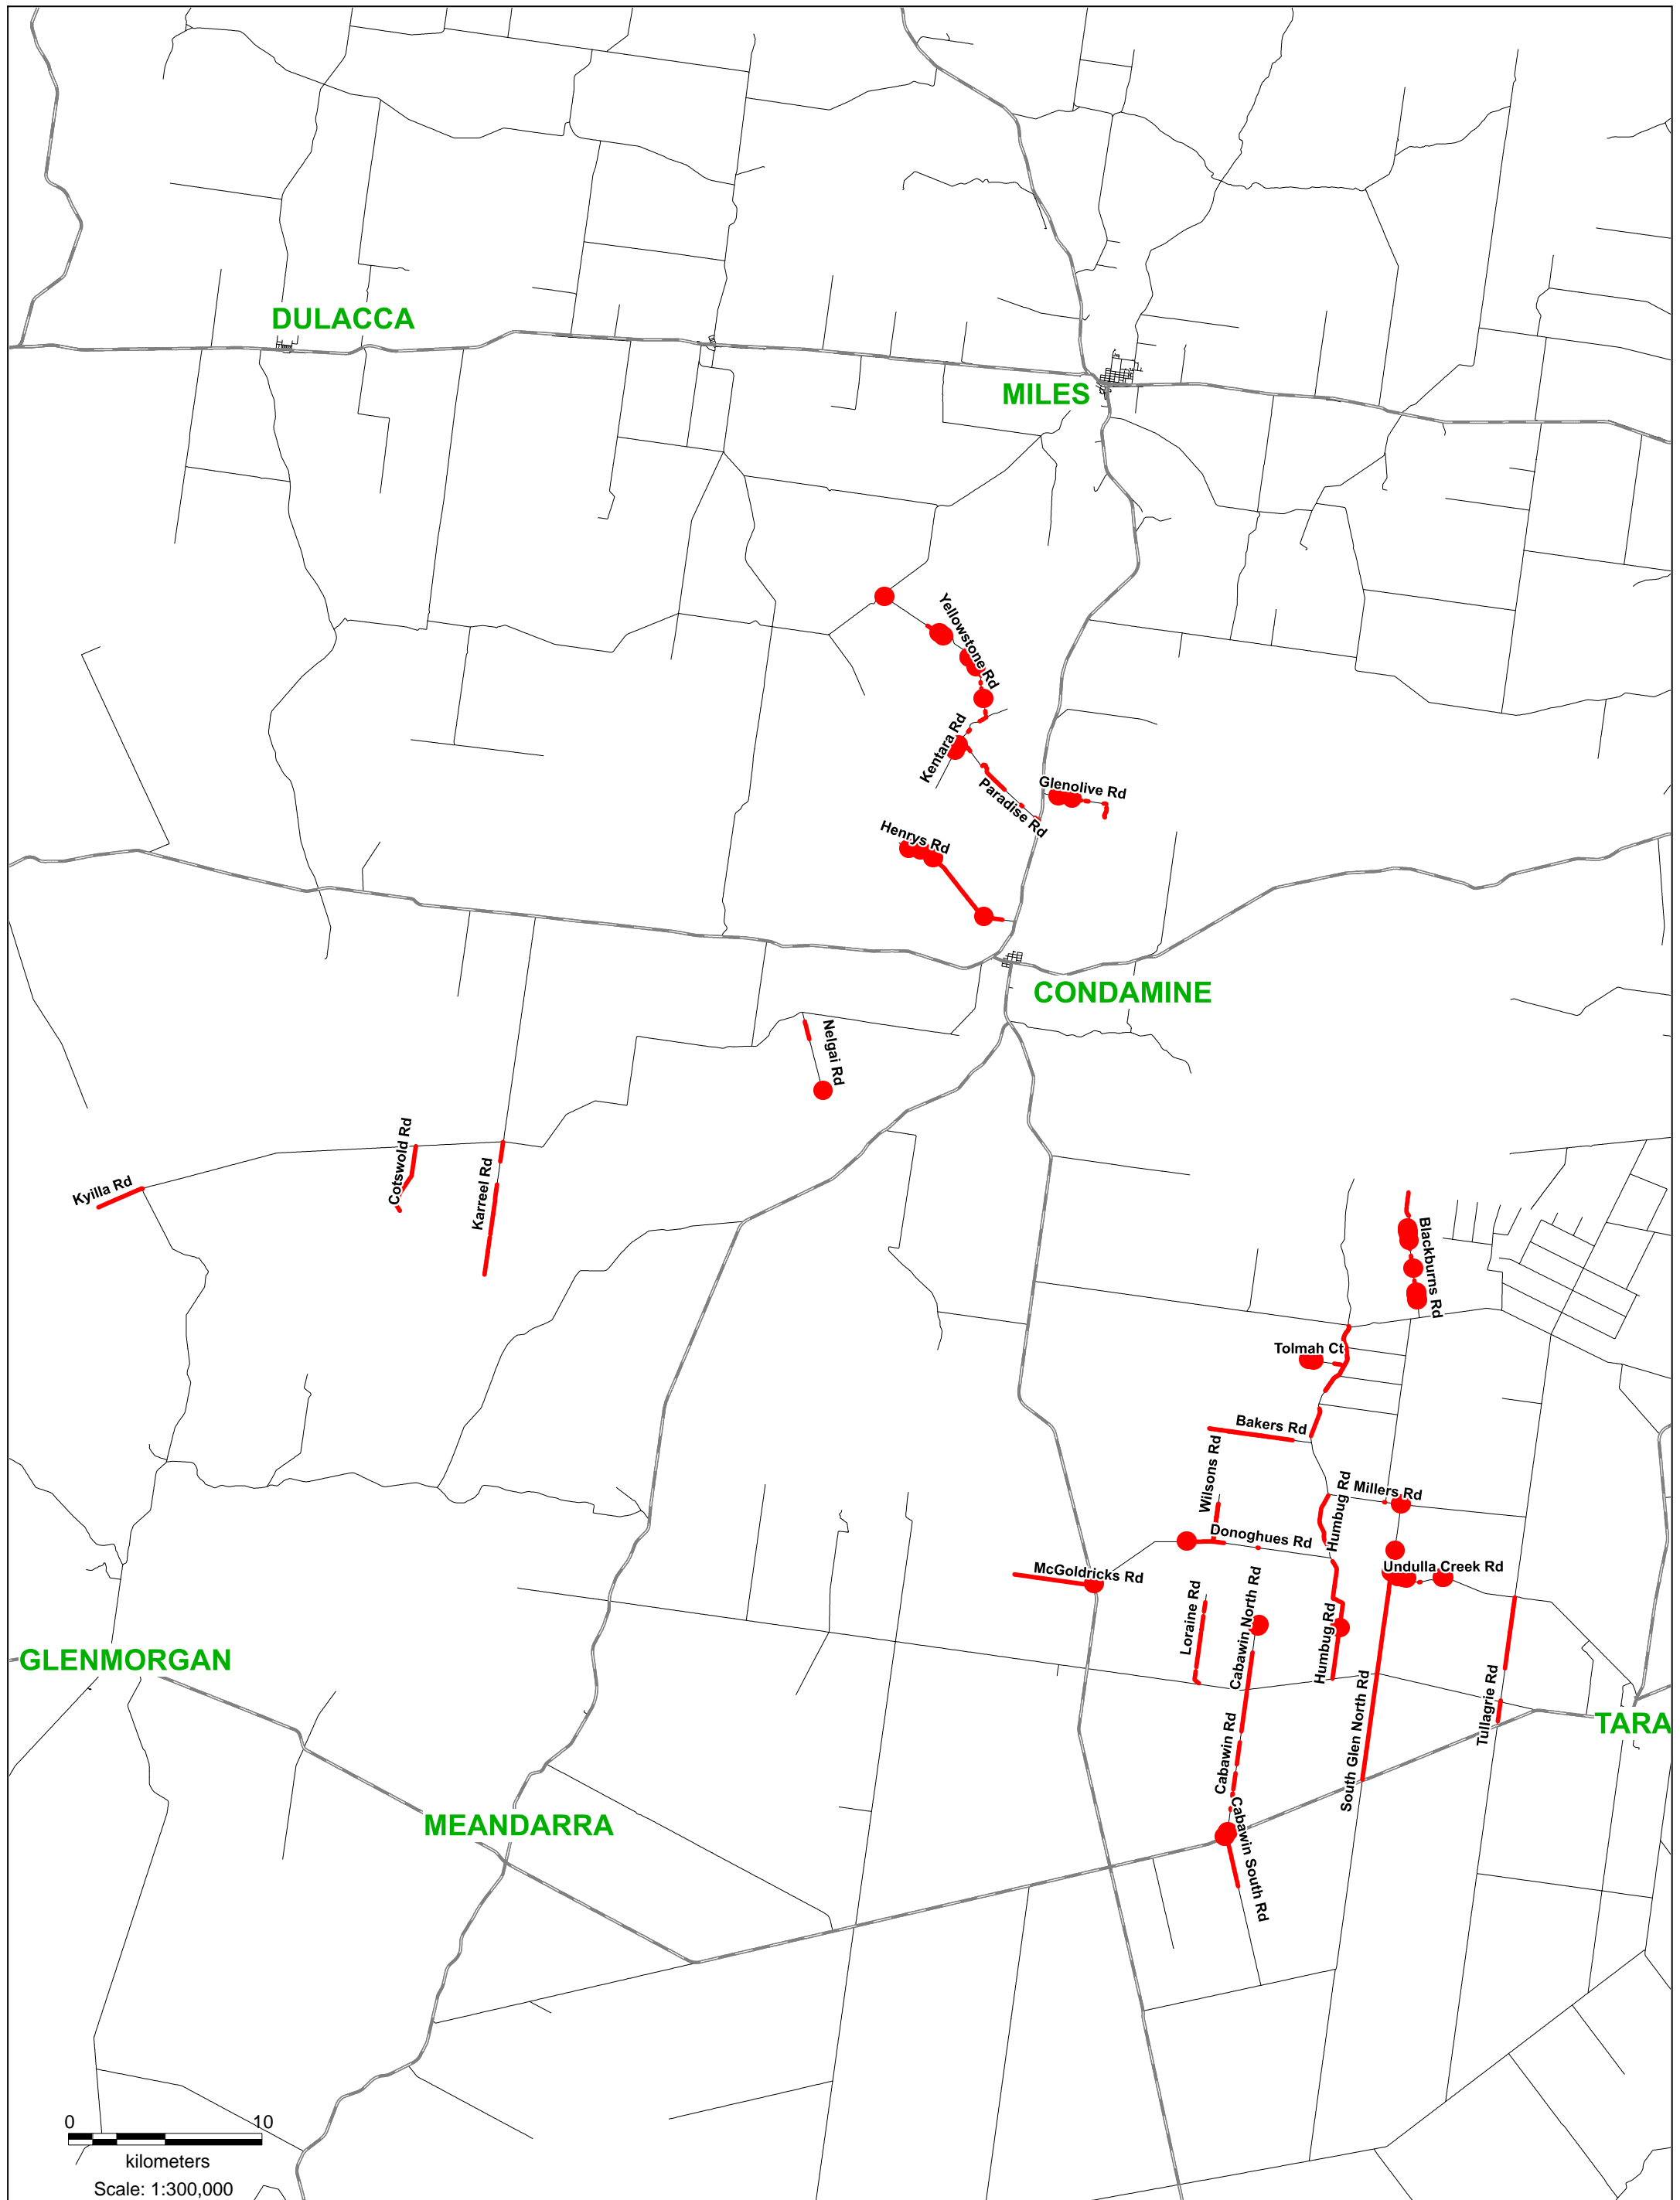 DULACCA
MILES
Yellowstone Rd
Kentara Rd
Glenolive Rd
Paradise Rd
Henrys Rd
CONDAMINE
Nelgai Rd
Cotswold Rd
Karreel Rd
Kyilla Rd
Blackburns Rd
Tolmah Ct
Bakers Rd
Wilsons Rd
Humbug Rd
Millers Rd
Donoghues Rd
McGoldricks Rd
Undulla Creek Rd
Loraine Rd
Cabawin North Rd
Humbug Rd
GLENMORGAN
South Glen North Rd
Tullagrie Rd
TARA
Cabawin Rd
MEANDARRA
Cabawin South Rd
0 10
kilometers
Scale: 1:300,000